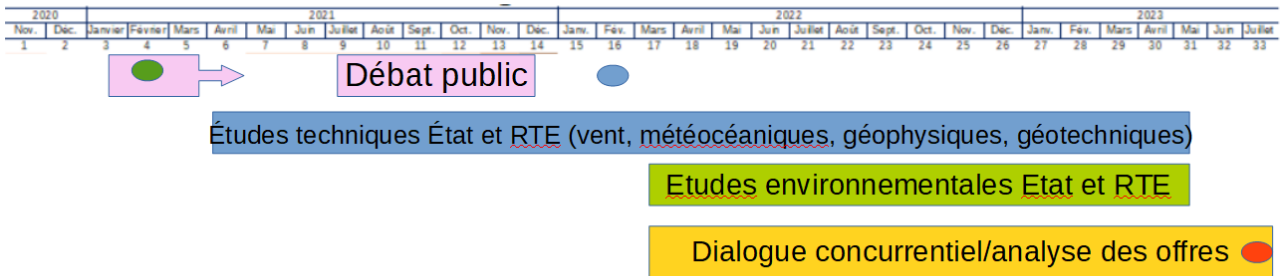 2020 2021 2022 2023
Nov. Déc. Janvier Février Mars Avril Mai Juin Juillet Août Sept. Oct. Nov. Déc. Janv. Fév. Mars Avril Mai Juin Juillet Août Sept. Oct. Nov. Déc. Janv. Fév. Mars Avril Mai Juin Juillet
1 2 3 4 5 6 7 8 9 10 11 12 13 14 15 16 17 18 19 20 21 22 23 24 25 26 27 28 29 30 31 32 33
Débat public
Études techniques État et RTE (vent, météocéaniques, géophysiques, géotechniques)
Etudes environnementales Etat et RTE
Dialogue concurrentiel/analyse des offres